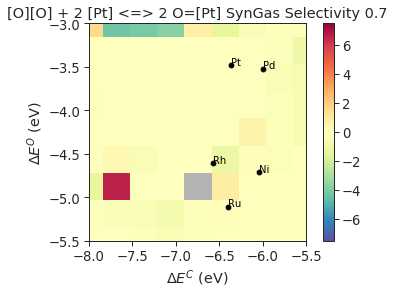 [O][O] + 2 [Pt] <=> 2 O=[Pt] SynGas Selectivity 0.7
−3.0
−3.5
−4.0
−4.5
−5.0
−5.5
ΔE^O (eV)
Pt
Pd
Rh
Ni
Ru
−8.0
−7.5
−7.0
−6.5
−6.0
−5.5
ΔE^C (eV)
6
4
2
0
−2
−4
−6